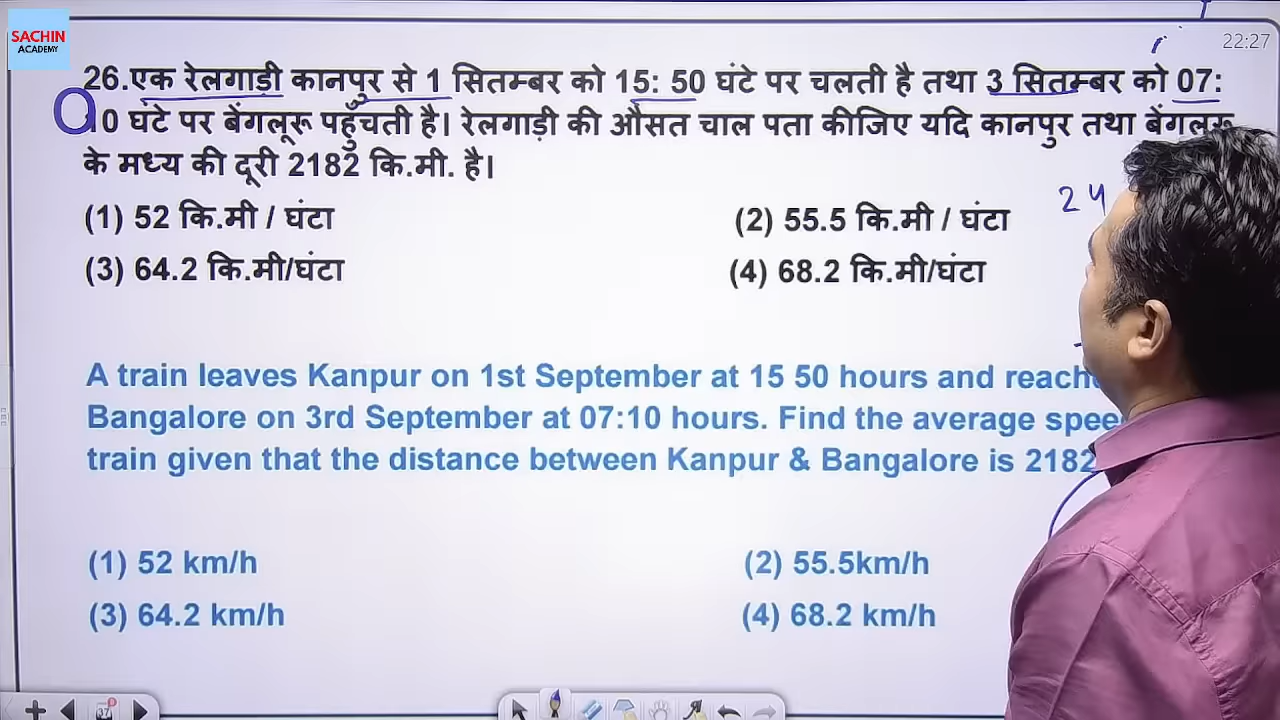 SACHIN
ACADEMY
22:27
26.एक रेलगाड़ी कानपुर से 1 सितम्बर को 15: 50 घंटे पर चलती है तथा 3 सितम्बर को 07:
10 घंटे पर बेंगलूरू पहुँचती है। रेलगाड़ी की औसत चाल पता कीजिए यदि कानपुर तथा बेंगलूरू
के मध्य की दूरी 2182 कि.मी. है।
24
(1) 52 कि.मी / घंटा (2) 55.5 कि.मी / घंटा
(3) 64.2 कि.मी/घंटा (4) 68.2 कि.मी/घंटा
A train leaves Kanpur on 1st September at 15 50 hours and
Bangalore on 3rd September at 07:10 hours. Find the average
train given that the distance between Kanpur & Bangalore is 2182
(1) 52 km/h (2) 55.5km/h
(3) 64.2 km/h (4) 68.2 km/h
37